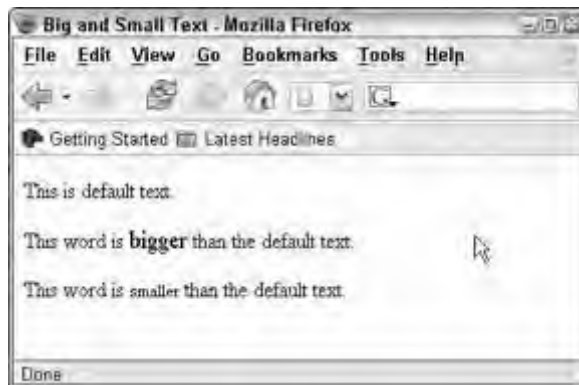 Big and Small Text - Mozilla Firefox
File Edit View Go Bookmarks Tools Help
Getting Started Latest Headlines
This is default text.
This word is bigger than the default text.
This word is smaller than the default text.
Done